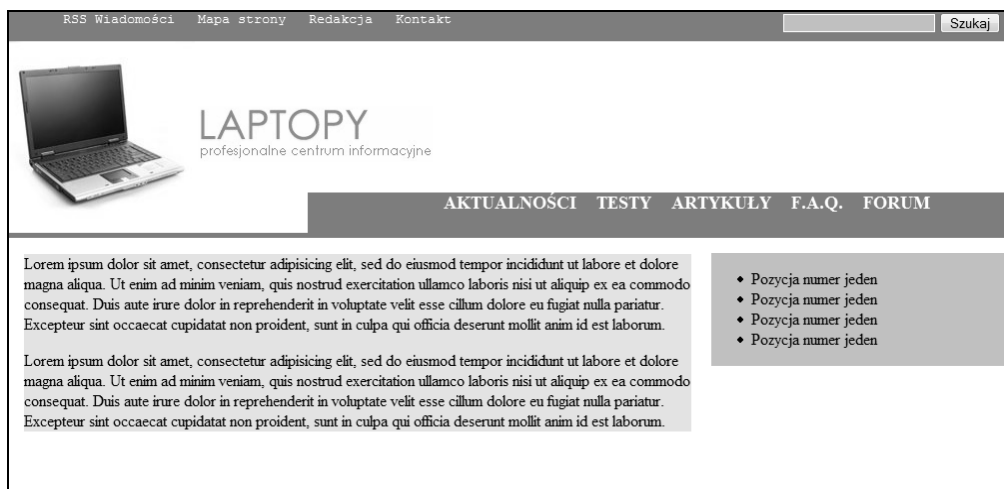 RSS Wiadomości Mapa strony Redakcja Kontakt Szukaj
LAPTOPY
profesjonalne centrum informacyjne
AKTUALNOŚCI TESTY ARTYKUŁY F.A.Q. FORUM
Lorem ipsum dolor sit amet, consectetur adipisicing elit, sed do eiusmod tempor incididunt ut labore et dolore
magna aliqua. Ut enim ad minim veniam, quis nostrud exercitation ullamco laboris nisi ut aliquip ex ea commodo
consequat. Duis aute irure dolor in reprehenderit in voluptate velit esse cillum dolore eu fugiat nulla pariatur.
Excepteur sint occaecat cupidatat non proident, sunt in culpa qui officia deserunt mollit anim id est laborum.
Lorem ipsum dolor sit amet, consectetur adipisicing elit, sed do eiusmod tempor incididunt ut labore et dolore
magna aliqua. Ut enim ad minim veniam, quis nostrud exercitation ullamco laboris nisi ut aliquip ex ea commodo
consequat. Duis aute irure dolor in reprehenderit in voluptate velit esse cillum dolore eu fugiat nulla pariatur.
Excepteur sint occaecat cupidatat non proident, sunt in culpa qui officia deserunt mollit anim id est laborum.
Pozycja numer jeden
Pozycja numer jeden
Pozycja numer jeden
Pozycja numer jeden